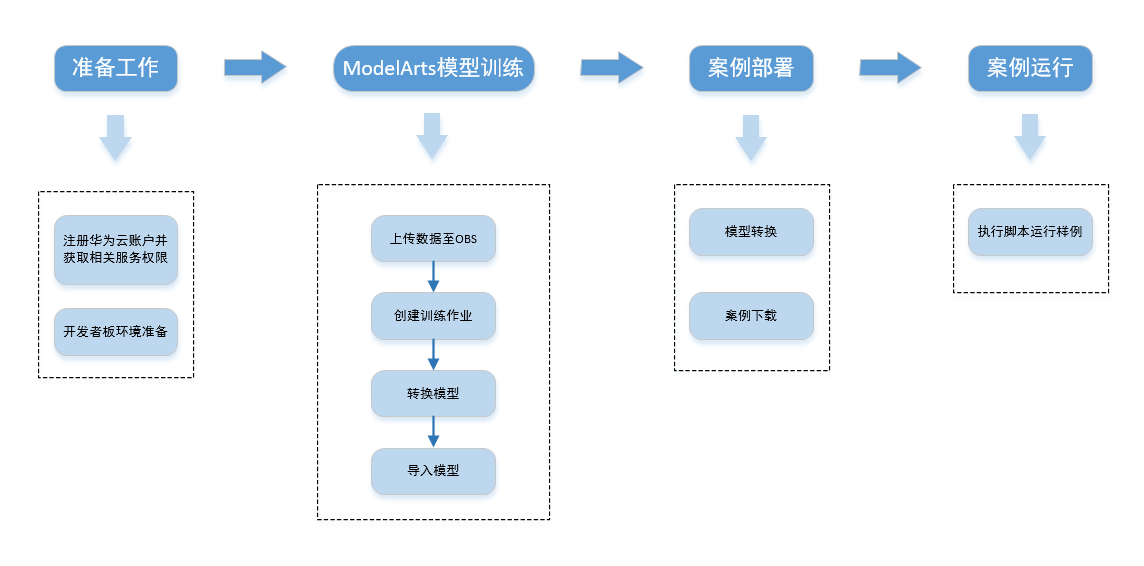 准备工作
ModelArts模型训练
案例部署
案例运行
注册华为云账户并
获取相关服务权限
开发者板环境准备
上传数据至OBS
创建训练作业
转换模型
导入模型
模型转换
案例下载
执行脚本运行样例